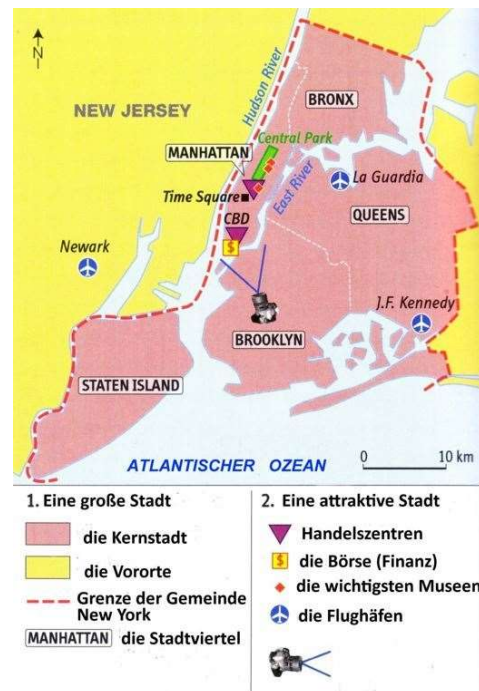 N
Hudson River
BRONX
NEW JERSEY
Central Park
MANHATTAN
East River
La Guardia
Time Square
QUEENS
CBD
Newark
$
J.F. Kennedy
BROOKLYN
STATEN ISLAND
0 10 km
ATLANTISCHER OZEAN
1. Eine große Stadt
die Kernstadt
die Vororte
Grenze der Gemeinde
New York
MANHATTAN die Stadtviertel
2. Eine attraktive Stadt
Handelszentren
$ die Börse (Finanz)
die wichtigsten Museen
die Flughäfen